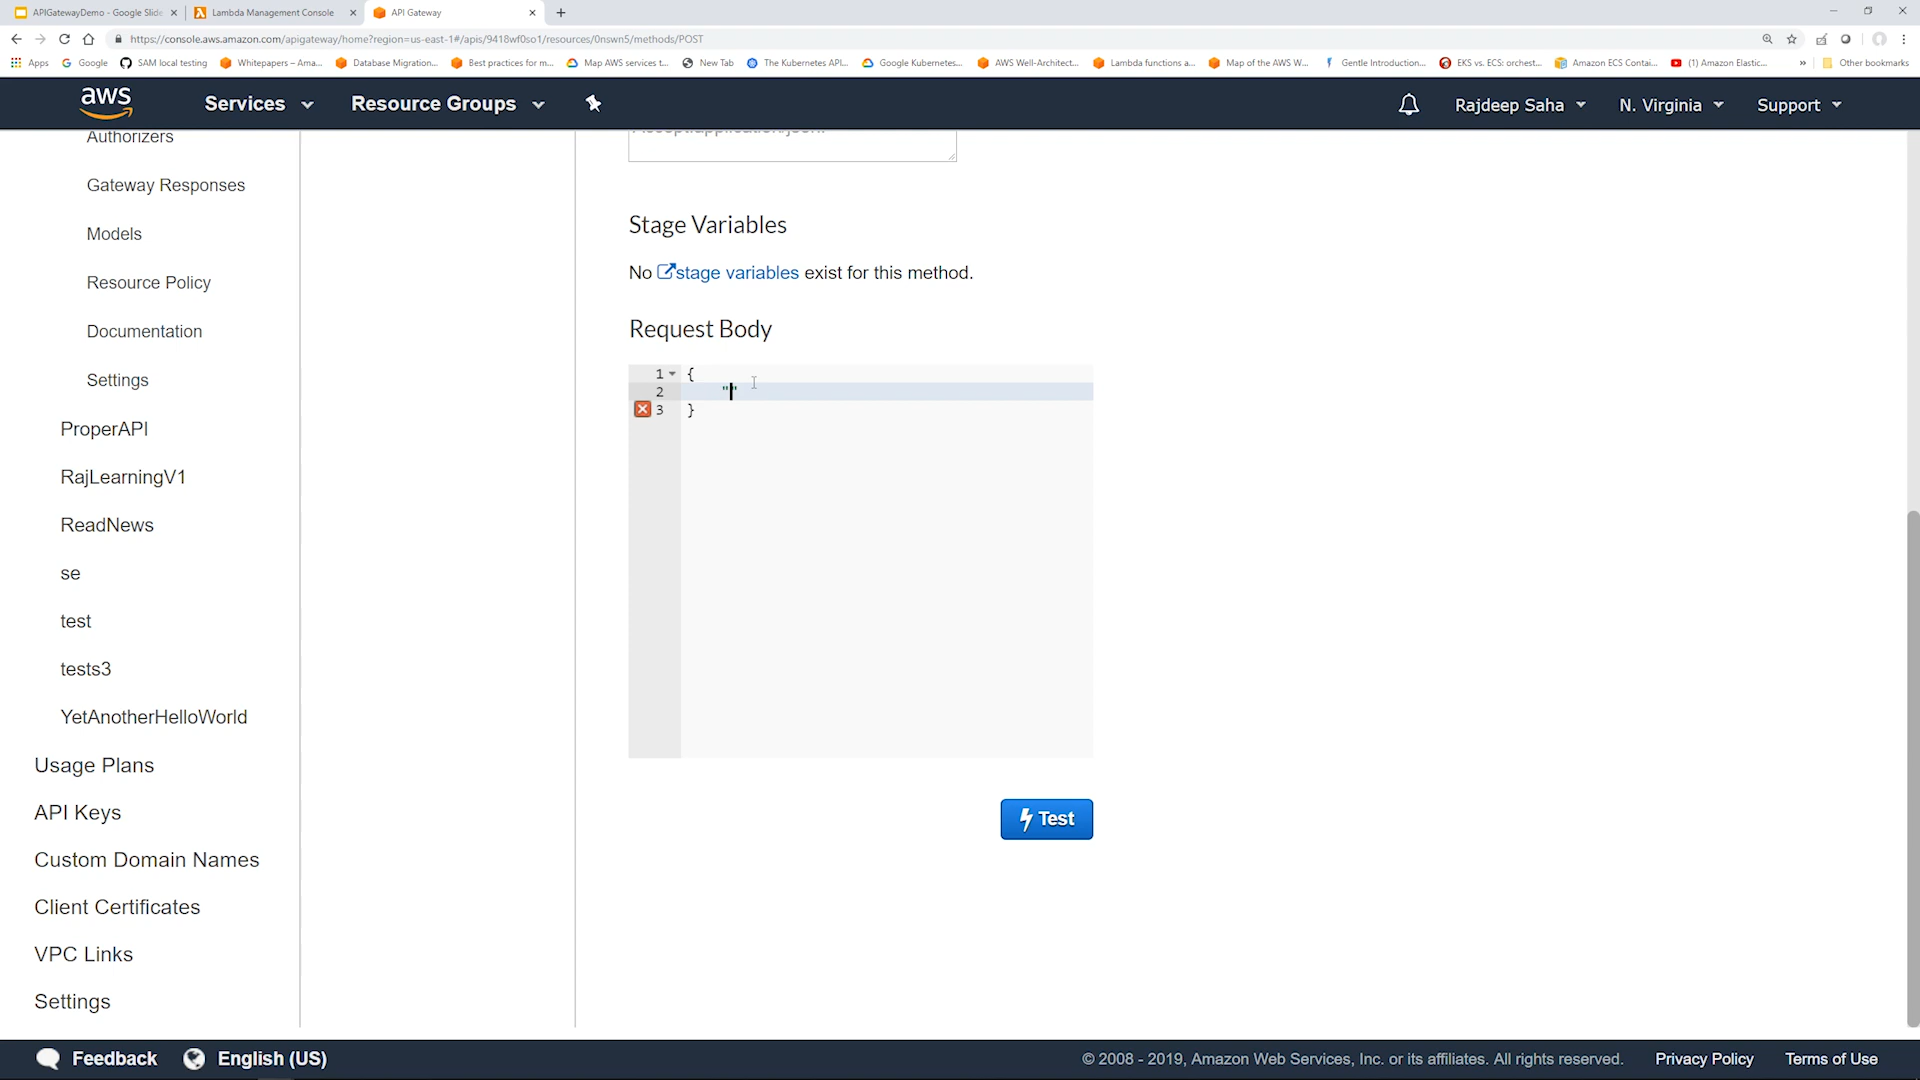 APIGatewayDemo - Google Slide
Lambda Management Console
API Gateway
https://console.aws.amazon.com/apigateway/home?region=us-east-1#/apis/9418wf0so1/resources/0nswn5/methods/POST
Apps
Google
SAM local testing
Whitepapers – Ama...
Database Migration...
Best practices for m...
Map AWS services t...
New Tab
The Kubernetes API...
Google Kubernetes...
AWS Well-Architect...
Lambda functions a...
Map of the AWS W...
Gentle Introduction...
EKS vs. ECS: orchest...
Amazon ECS Contai...
(1) Amazon Elastic...
»
Other bookmarks
aws
Services
Resource Groups
Rajdeep Saha
N. Virginia
Support
Authorizers
Gateway Responses
Models
Resource Policy
Documentation
Settings
ProperAPI
RajLearningV1
ReadNews
se
test
tests3
YetAnotherHelloWorld
Usage Plans
API Keys
Custom Domain Names
Client Certificates
VPC Links
Settings
Stage Variables
No stage variables exist for this method.
Request Body
1 {
2 ""
3 }
Test
Feedback
English (US)
© 2008 - 2019, Amazon Web Services, Inc. or its affiliates. All rights reserved.
Privacy Policy
Terms of Use